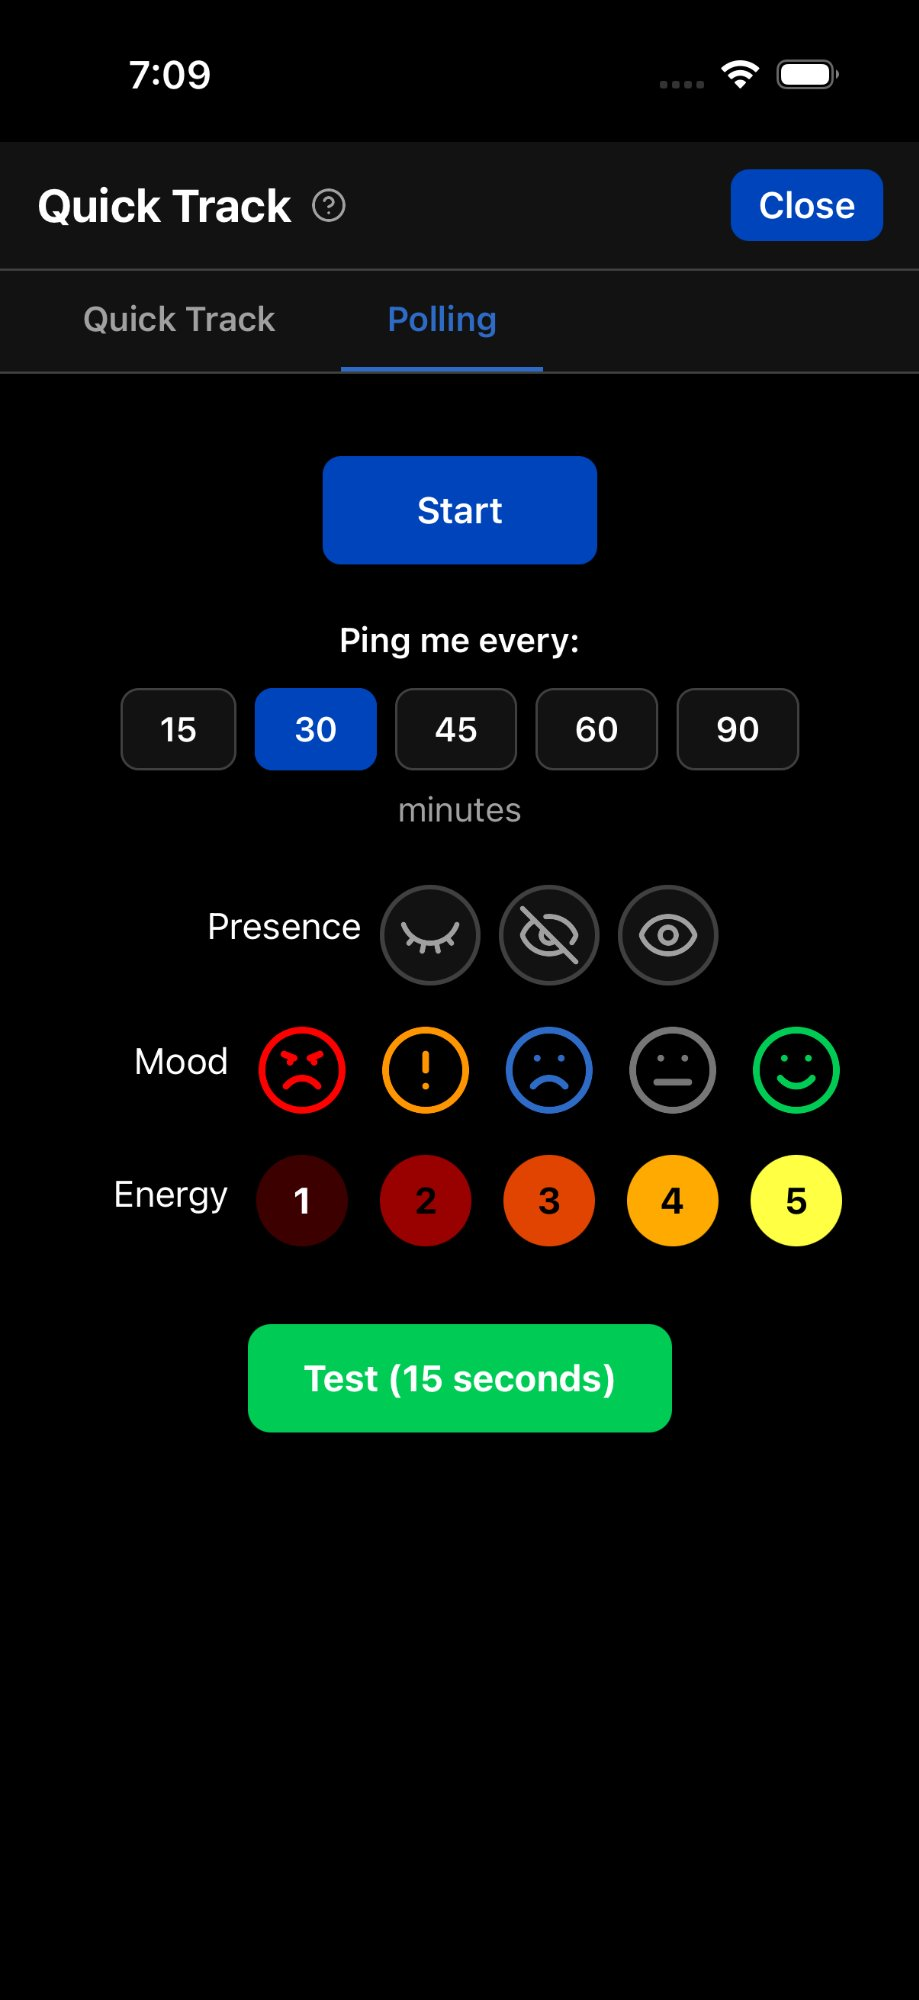 7:09
Quick Track
Close
Quick Track
Polling
Start
Ping me every:
15 30 45 60 90
minutes
Presence
Mood
Energy 1 2 3 4 5
Test (15 seconds)